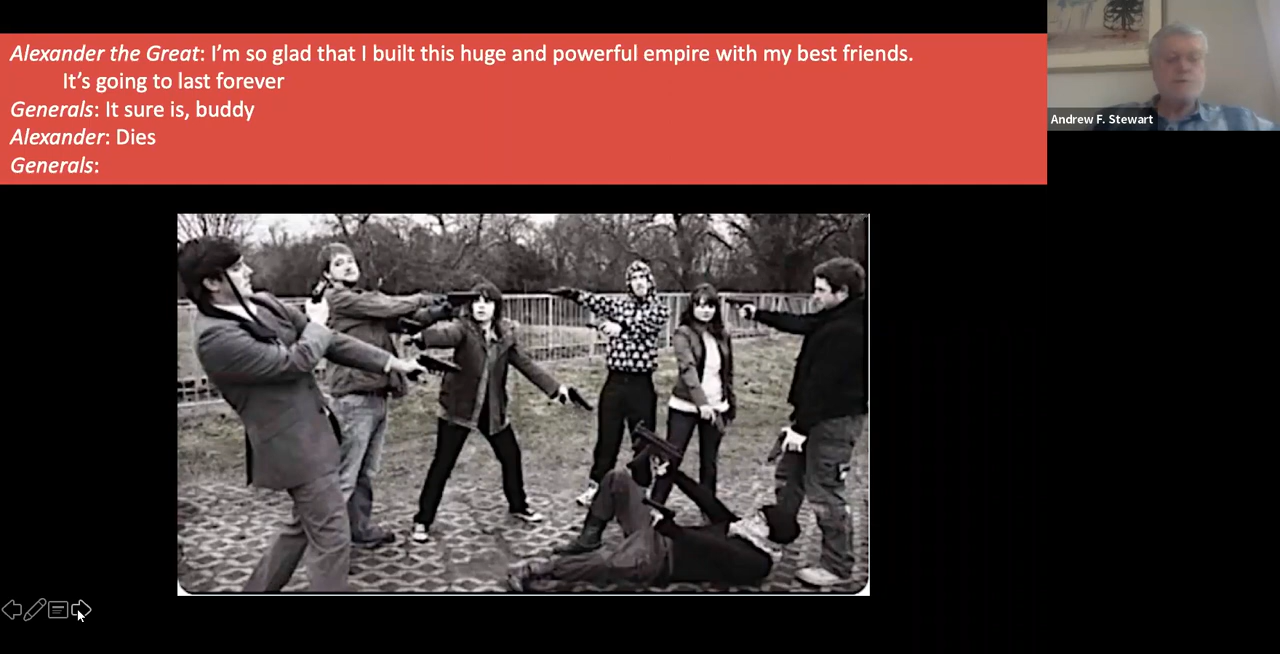 Alexander the Great: I'm so glad that I built this huge and powerful empire with my best friends.
It's going to last forever
Generals: It sure is, buddy
Alexander: Dies
Generals:
Andrew F. Stewart